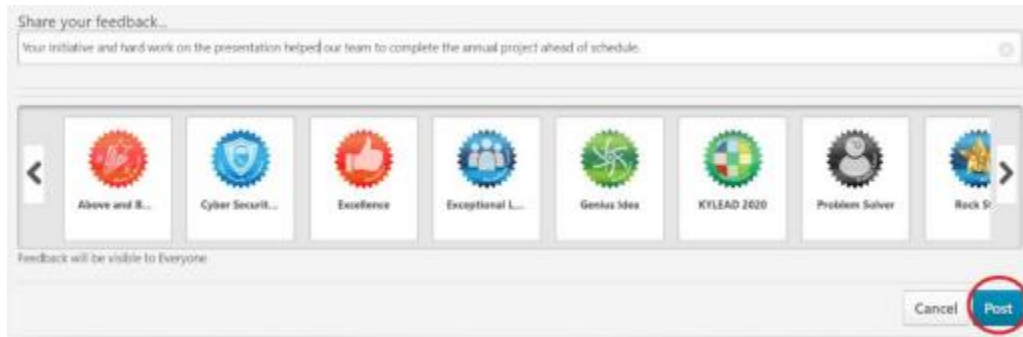 Share your feedback...
Your initiative and hard work on the presentation helped our team to complete the annual project ahead of schedule.
Above and B...
Cyber Securit...
Excellence
Exceptional L...
Genius Idea
KYLEAD 2020
Problem Solver
Rock St
Feedback will be visible to Everyone
Cancel
Post